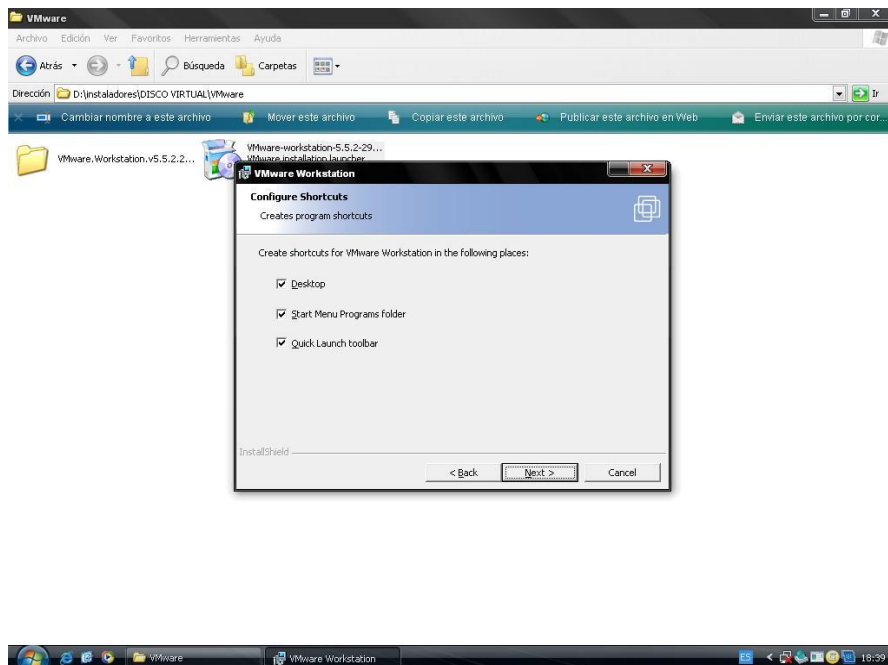 VMware
Archivo Edición Ver Favoritos Herramientas Ayuda
Atrás Búsqueda Carpetas
Dirección D:\instaladores\DISCO VIRTUAL\VMware Ir
Cambiar nombre a este archivo Mover este archivo Copiar este archivo Publicar este archivo en Web Enviar este archivo por cor...
VMware.Workstation.v5.5.2.2...
VMware-workstation-5.5.2-29...
VMware installation launcher
VMware Workstation
Configure Shortcuts
Creates program shortcuts
Create shortcuts for VMware Workstation in the following places:
Desktop
Start Menu Programs folder
Quick Launch toolbar
InstallShield
< Back Next > Cancel
VMware VMware Workstation ES 18:39